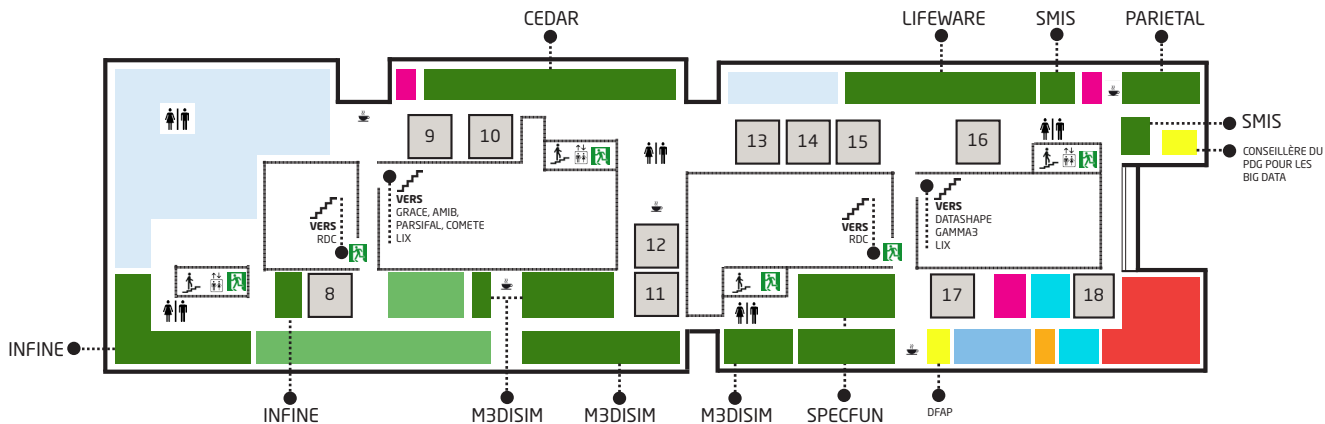 CEDAR
LIFEWARE
SMIS
PARIETAL
9
10
13
14
15
16
SMIS
CONSEILLÈRE DU
PDG POUR LES
BIG DATA
VERS
RDC
VERS
GRACE, AMIB,
PARSIFAL, COMETE
LIX
12
VERS
RDC
VERS
DATASHAPE
GAMMA3
LIX
8
11
17
18
INFINE
INFINE
M3DISIM
M3DISIM
M3DISIM
SPECFUN
DFAP